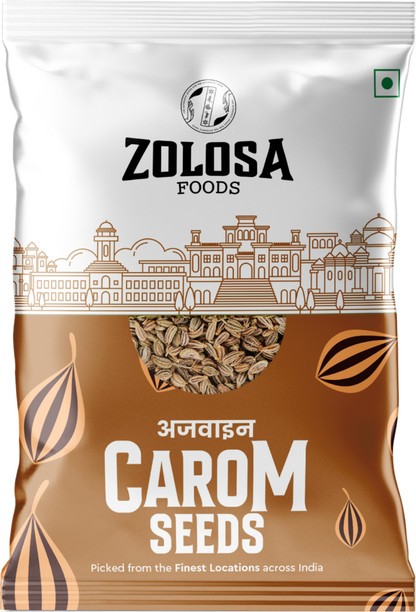 ZOLOSA
FOODS
अजवाइन
CAROM
SEEDS
Picked from the Finest Locations across India